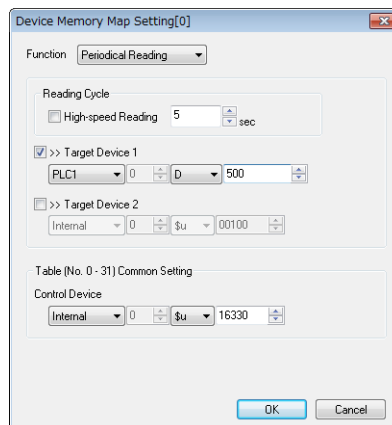 Device Memory Map Setting[0]
Function Periodical Reading
Reading Cycle
High-speed Reading 5 sec
>> Target Device 1
PLC1 0 D 500
>> Target Device 2
Internal 0 $u 00100
Table (No. 0 - 31) Common Setting
Control Device
Internal 0 $u 16330
OK Cancel